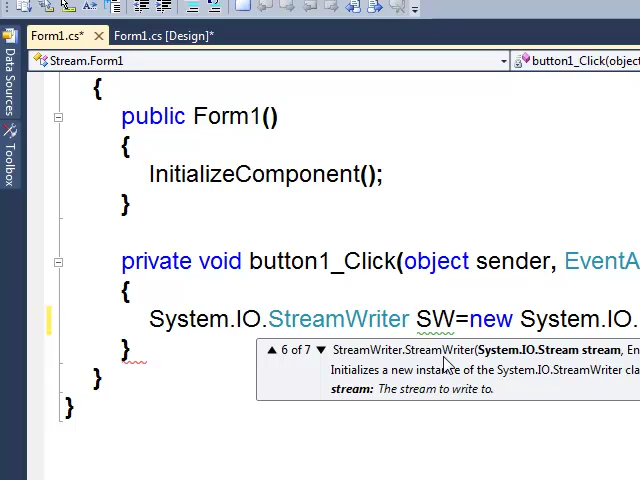 Form1.cs* Form1.cs [Design]*
Stream.Form1 button1_Click(object
Data Sources
Toolbox
{
public Form1()
{
InitializeComponent();
}
private void button1_Click(object sender, EventA
{
System.IO.StreamWriter SW=new System.IO.
}
6 of 7 StreamWriter.StreamWriter(System.IO.Stream stream, En
Initializes a new instance of the System.IO.StreamWriter cla
stream: The stream to write to.
}
}